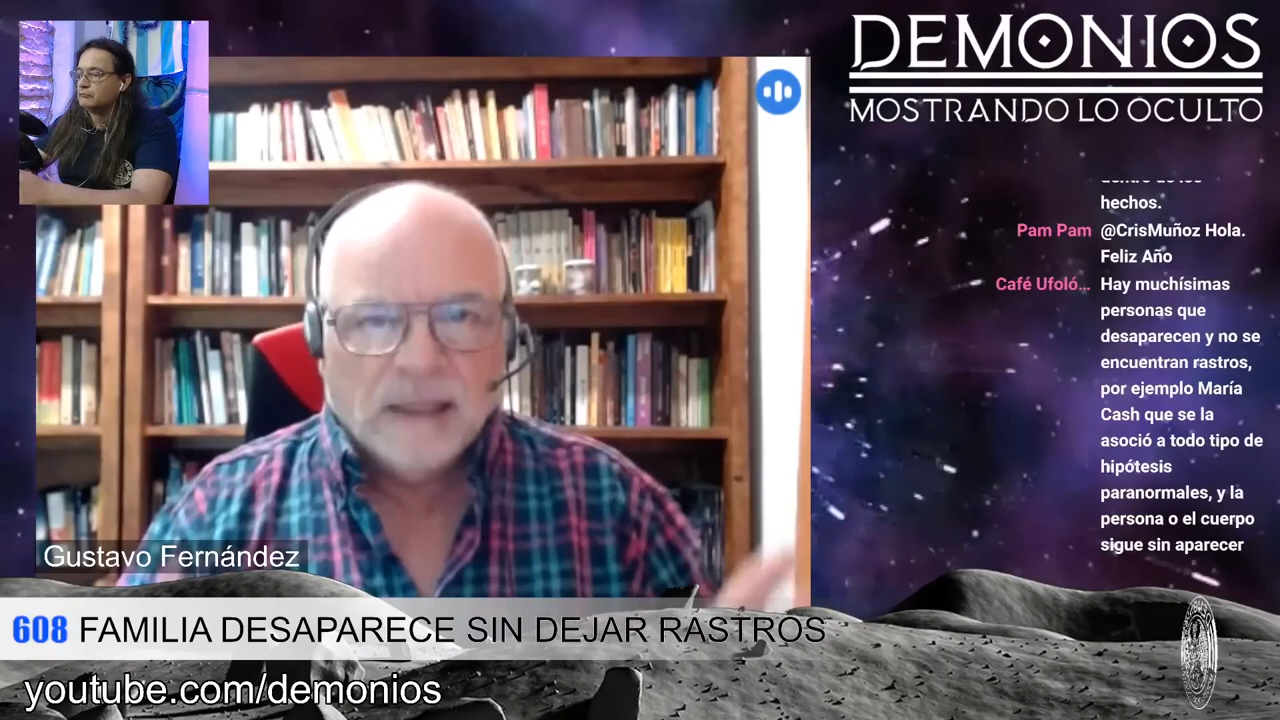 DEMONIOS
MOSTRANDO LO OCULTO
hechos.
Pam Pam @CrisMuñoz Hola.
Feliz Año
Café Ufoló… Hay muchísimas
personas que
desaparecen y no se
encuentran rastros,
por ejemplo María
Cash que se la
asoció a todo tipo de
hipótesis
paranormales, y la
persona o el cuerpo
sigue sin aparecer
Gustavo Fernández
608 FAMILIA DESAPARECE SIN DEJAR RASTROS
youtube.com/demonios